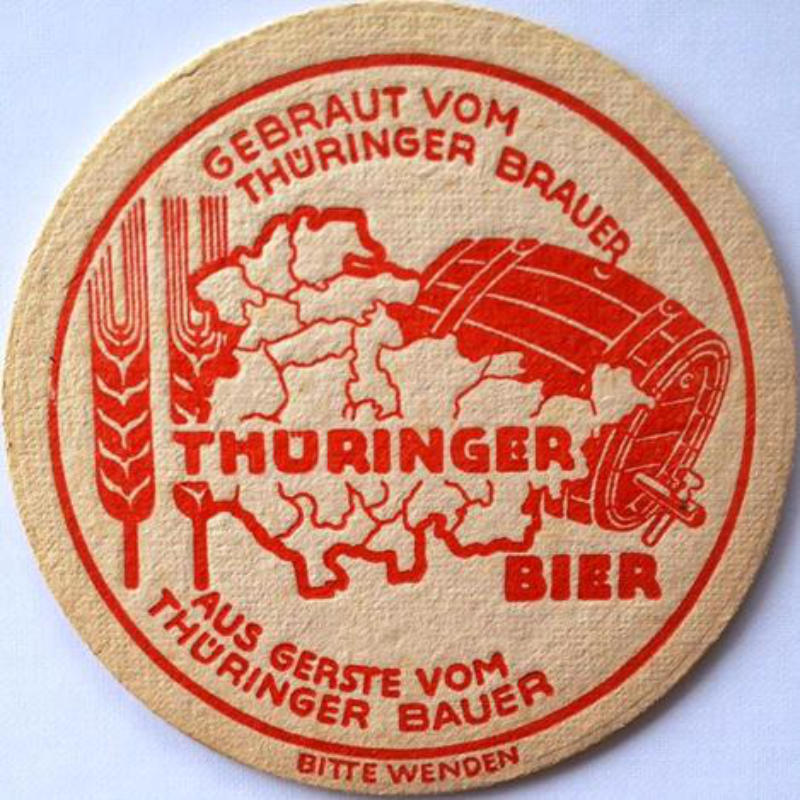 GEBRAUT VOM
THÜRINGER BRAUER
THÜRINGER
BIER
AUS GERSTE VOM
THÜRINGER BAUER
BITTE WENDEN